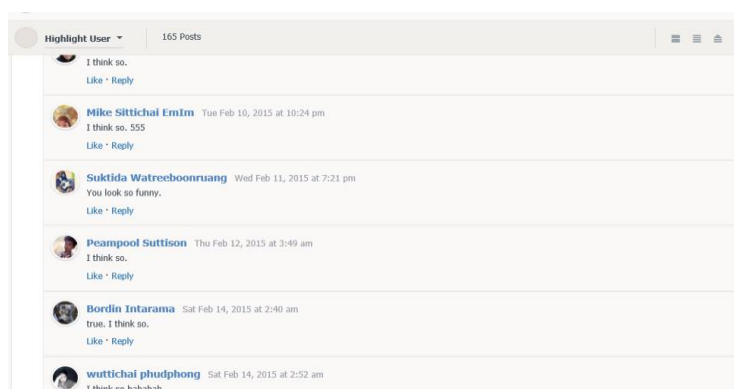 Highlight User 165 Posts
I think so.
Like · Reply
Mike Sittichai EmIm Tue Feb 10, 2015 at 10:24 pm
I think so. 555
Like · Reply
Suktida Watreeboonruang Wed Feb 11, 2015 at 7:21 pm
You look so funny.
Like · Reply
Peampool Suttison Thu Feb 12, 2015 at 3:49 am
I think so.
Like · Reply
Bordin Intarama Sat Feb 14, 2015 at 2:40 am
true. I think so.
Like · Reply
wuttichai phudphong Sat Feb 14, 2015 at 2:52 am
I think so hahahah